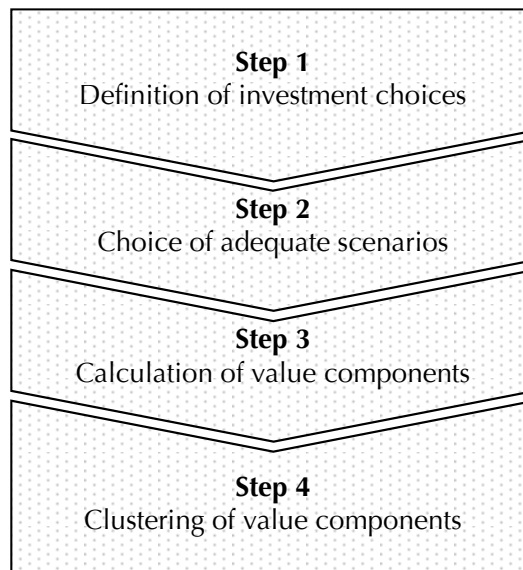 Step 1
Definition of investment choices
Step 2
Choice of adequate scenarios
Step 3
Calculation of value components
Step 4
Clustering of value components